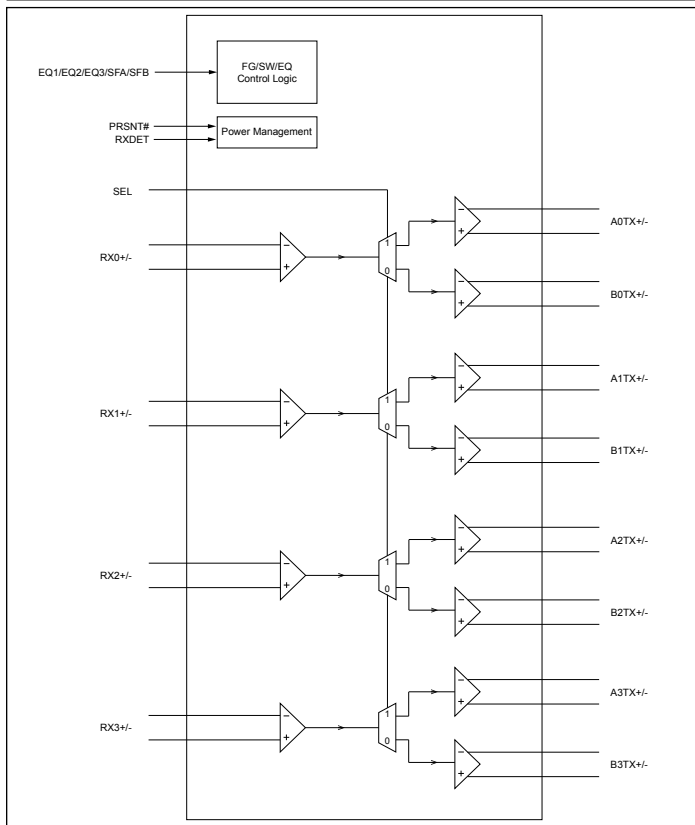 EQ1/EQ2/EQ3/SFA/SFB
FG/SW/EQ
Control Logic
PRSNT#
RXDET
Power Management
SEL
RX0+/-
−
+
1
0
−
+
A0TX+/-
−
+
B0TX+/-
RX1+/-
−
+
1
0
−
+
A1TX+/-
−
+
B1TX+/-
RX2+/-
−
+
1
0
−
+
A2TX+/-
−
+
B2TX+/-
RX3+/-
−
+
1
0
−
+
A3TX+/-
−
+
B3TX+/-